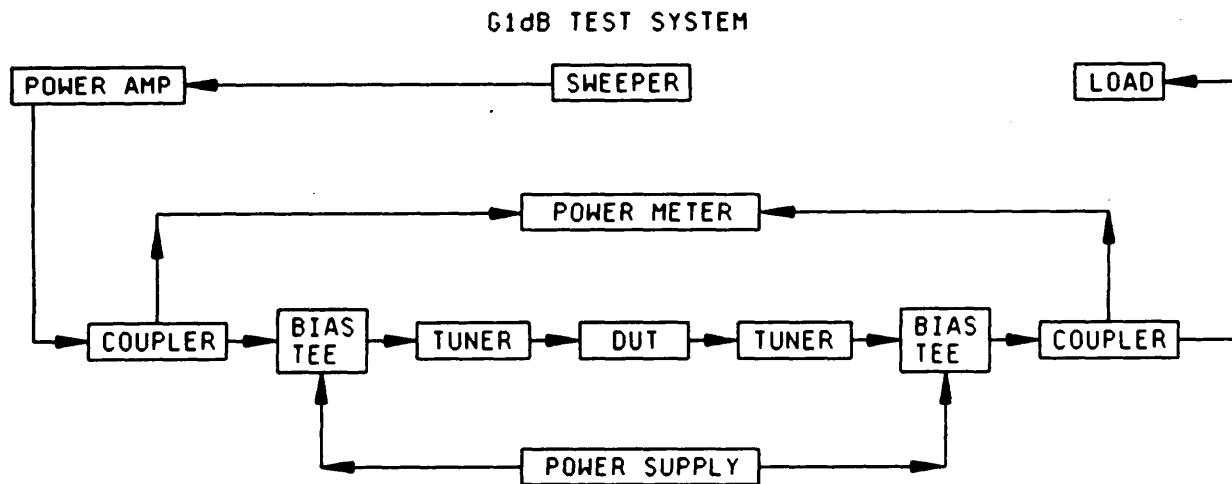 G1dB TEST SYSTEM
POWER AMP
SWEEPER
LOAD
POWER METER
COUPLER
BIAS
TEE
TUNER
DUT
TUNER
BIAS
TEE
COUPLER
POWER SUPPLY